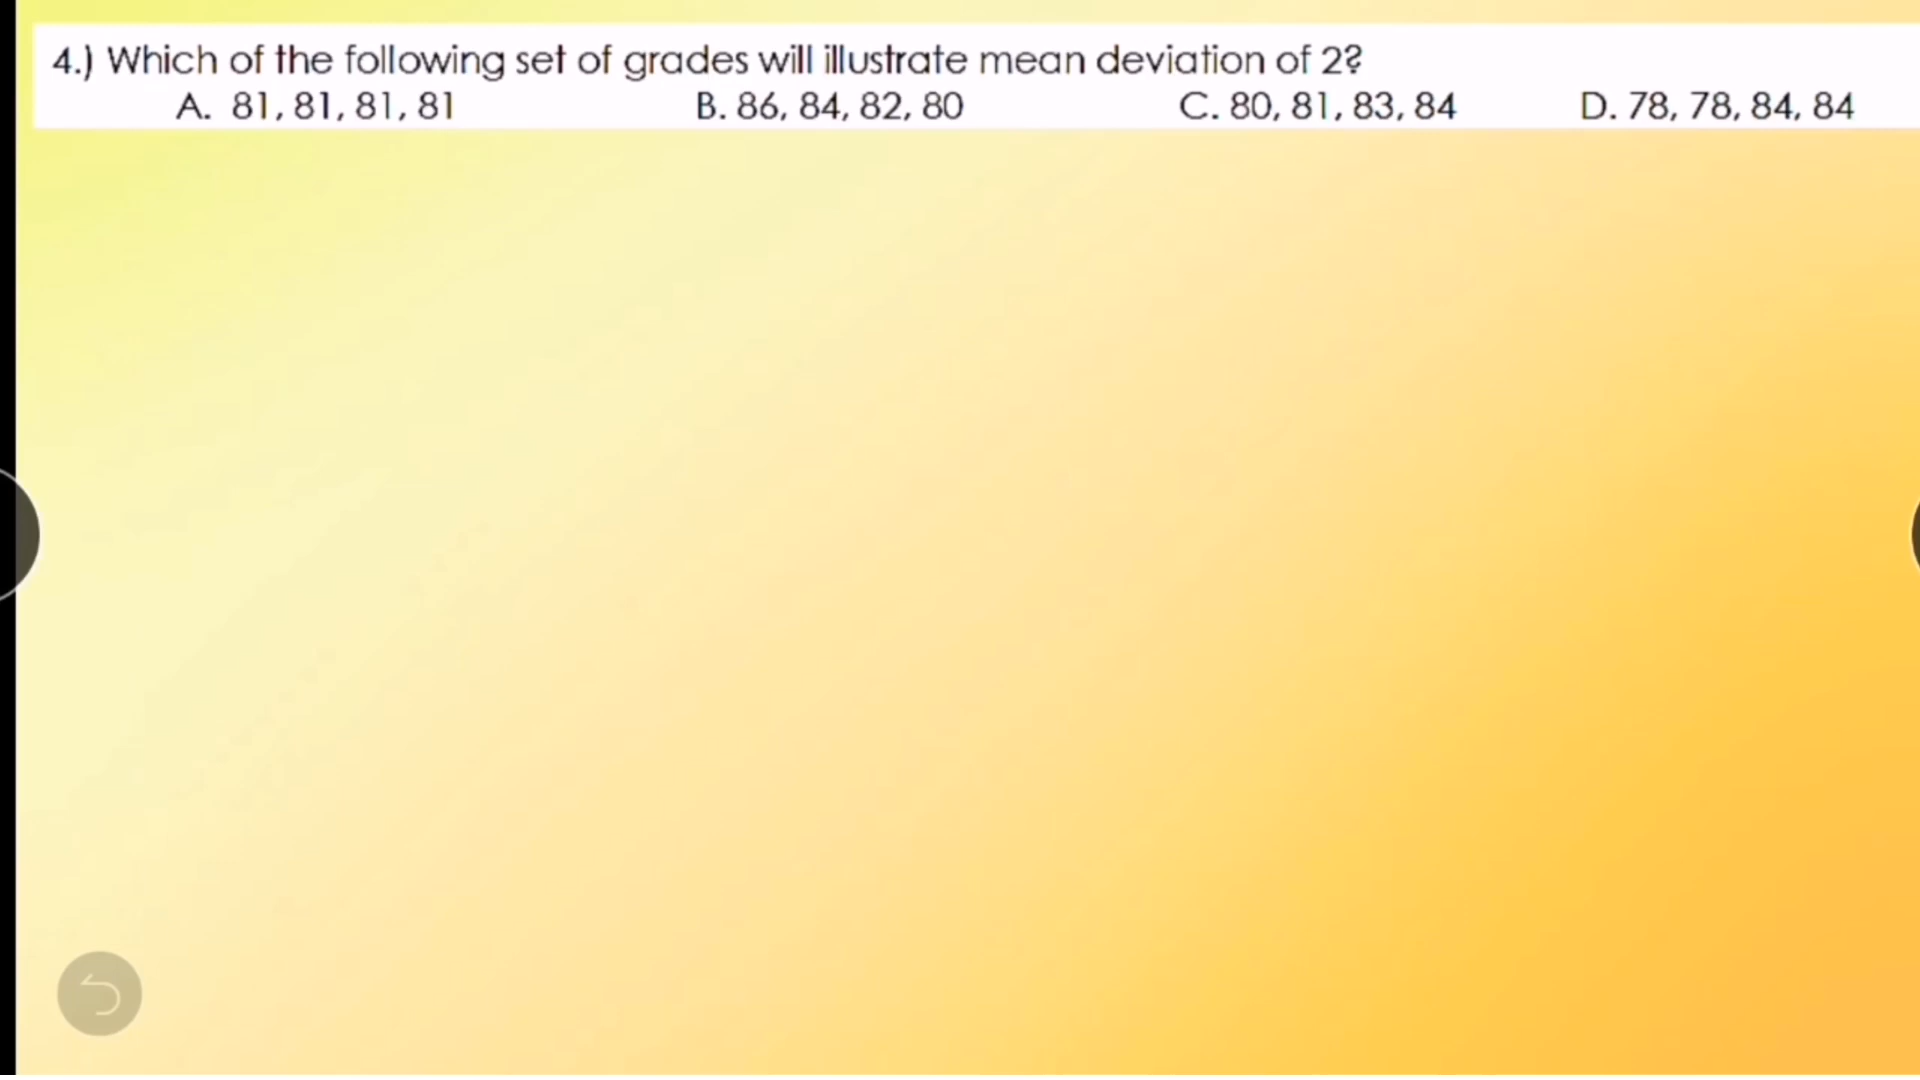 4.) Which of the following set of grades will illustrate mean deviation of 2?
A. 81, 81, 81, 81 B. 86, 84, 82, 80 C. 80, 81, 83, 84 D. 78, 78, 84, 84